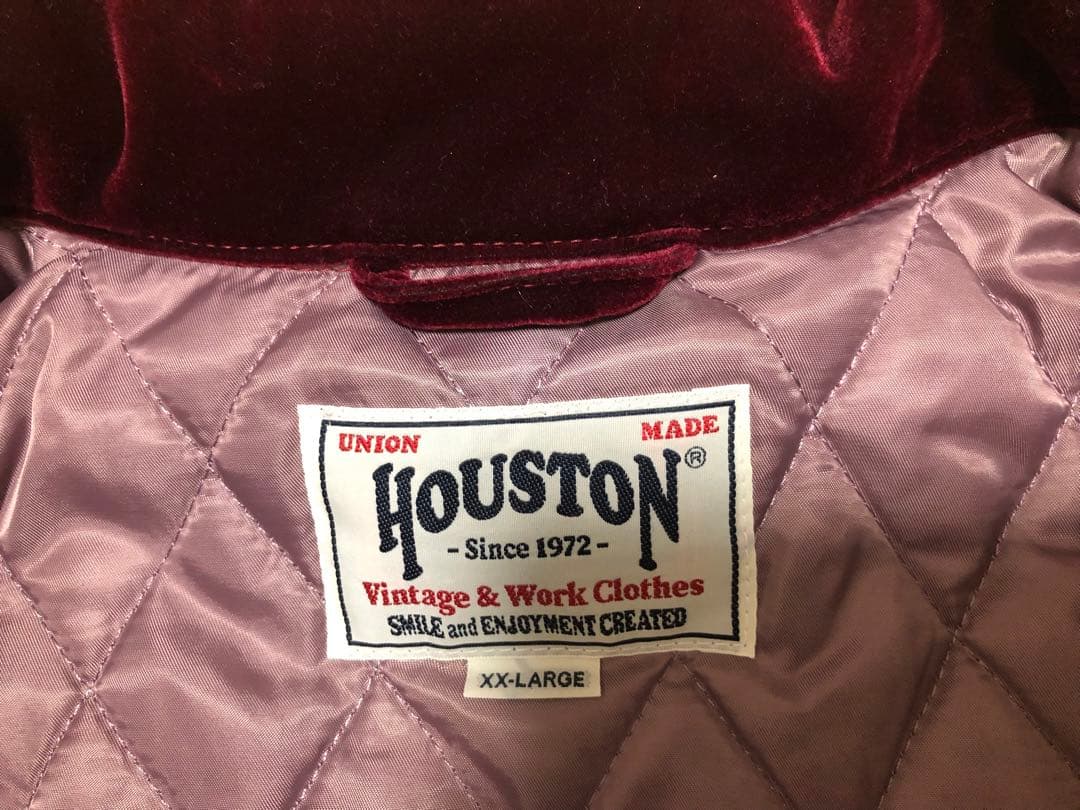 UNION MADE
HOUSTON®
- Since 1972 -
Vintage & Work Clothes
SMILE and ENJOYMENT CREATED
XX-LARGE